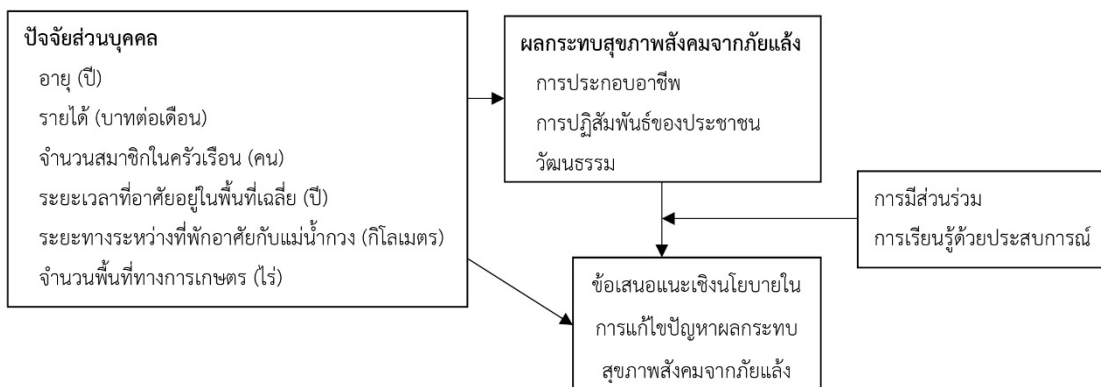 ปัจจัยส่วนบุคคล
อายุ (ปี)
รายได้ (บาทต่อเดือน)
จำนวนสมาชิกในครัวเรือน (คน)
ระยะเวลาที่อาศัยอยู่ในพื้นที่เฉลี่ย (ปี)
ระยะทางระหว่างที่พักอาศัยกับแม่น้ำกวง (กิโลเมตร)
จำนวนพื้นที่ทางการเกษตร (ไร่)
ผลกระทบสุขภาพสังคมจากภัยแล้ง
การประกอบอาชีพ
การปฏิสัมพันธ์ของประชาชน
วัฒนธรรม
การมีส่วนร่วม
การเรียนรู้ด้วยประสบการณ์
ข้อเสนอแนะเชิงนโยบายใน
การแก้ไขปัญหาผลกระทบ
สุขภาพสังคมจากภัยแล้ง